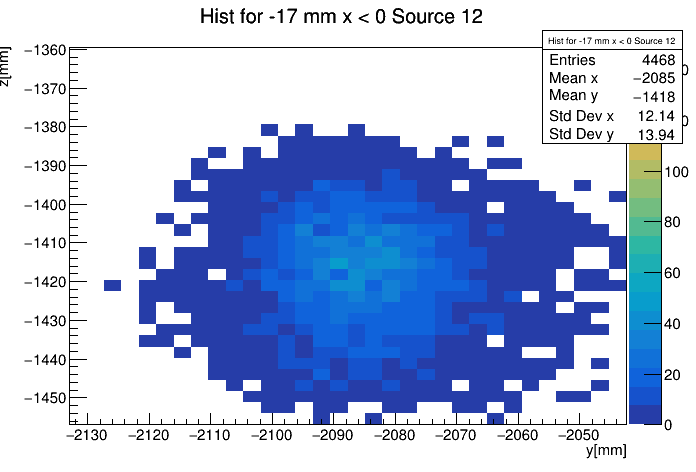 Hist for -17 mm x < 0 Source 12
Hist for -17 mm x < 0 Source 12
Entries 4468
Mean x −2085
Mean y −1418
Std Dev x 12.14
Std Dev y 13.94
z[mm]
−1360
−1370
−1380
−1390
−1400
−1410
−1420
−1430
−1440
−1450
100
80
60
40
20
0
−2130 −2120 −2110 −2100 −2090 −2080 −2070 −2060 −2050
y[mm]